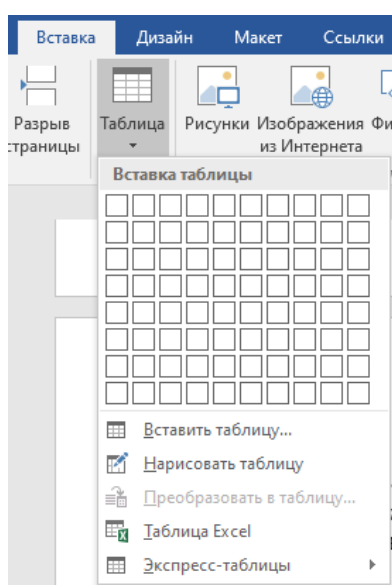 Вставка Дизайн Макет Ссылки
Разрыв Таблица Рисунки Изображения
страницы из Интернета
Вставка таблицы
Вставить таблицу...
Нарисовать таблицу
Преобразовать в таблицу...
Таблица Excel
Экспресс-таблицы